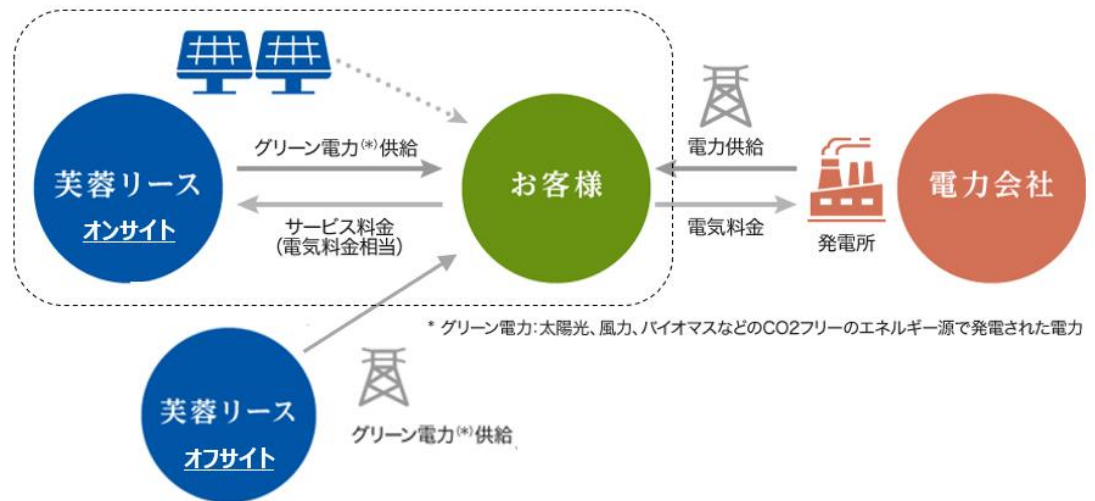 芙蓉リース
オンサイト
グリーン電力(*)供給
サービス料金
(電気料金相当)
お客様
電力供給
電気料金
発電所
電力会社
* グリーン電力:太陽光、風力、バイオマスなどのCO2フリーのエネルギー源で発電された電力
芙蓉リース
オフサイト
グリーン電力(*)供給